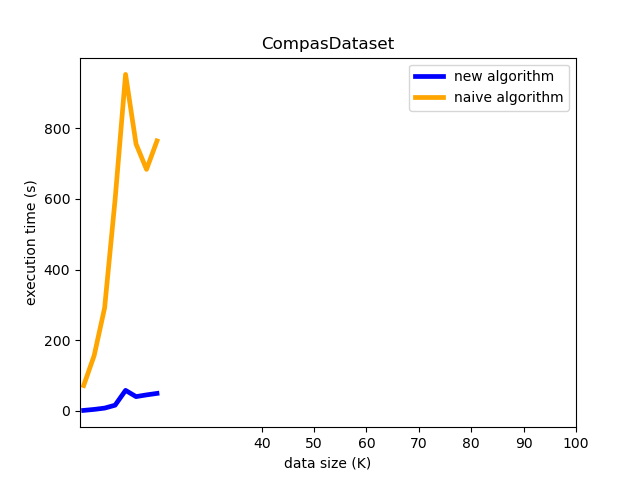 CompasDataset
new algorithm
naive algorithm
execution time (s)
800
600
400
200
0
40 50 60 70 80 90 100
data size (K)